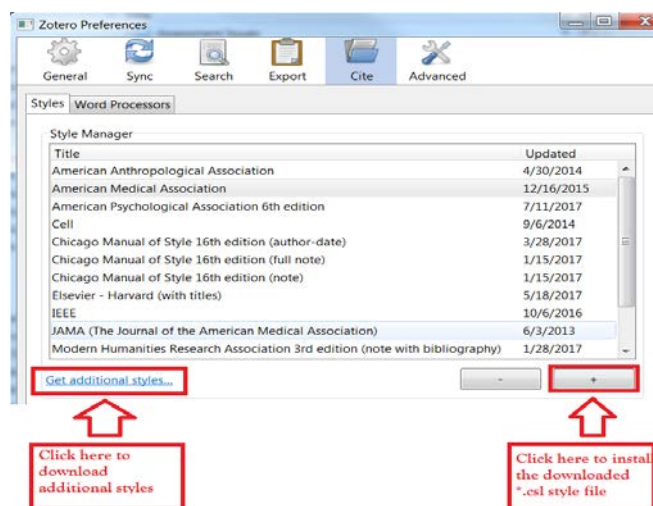 Zotero Preferences
General Sync Search Export Cite Advanced
Styles Word Processors
Style Manager
Title Updated
American Anthropological Association 4/30/2014
American Medical Association 12/16/2015
American Psychological Association 6th edition 7/11/2017
Cell 9/6/2014
Chicago Manual of Style 16th edition (author-date) 3/28/2017
Chicago Manual of Style 16th edition (full note) 1/15/2017
Chicago Manual of Style 16th edition (note) 1/15/2017
Elsevier - Harvard (with titles) 5/18/2017
IEEE 10/6/2016
JAMA (The Journal of the American Medical Association) 6/3/2013
Modern Humanities Research Association 3rd edition (note with bibliography) 1/28/2017
Get additional styles... - +
Click here to
download
additional styles
Click here to install
the downloaded
*.csl style file